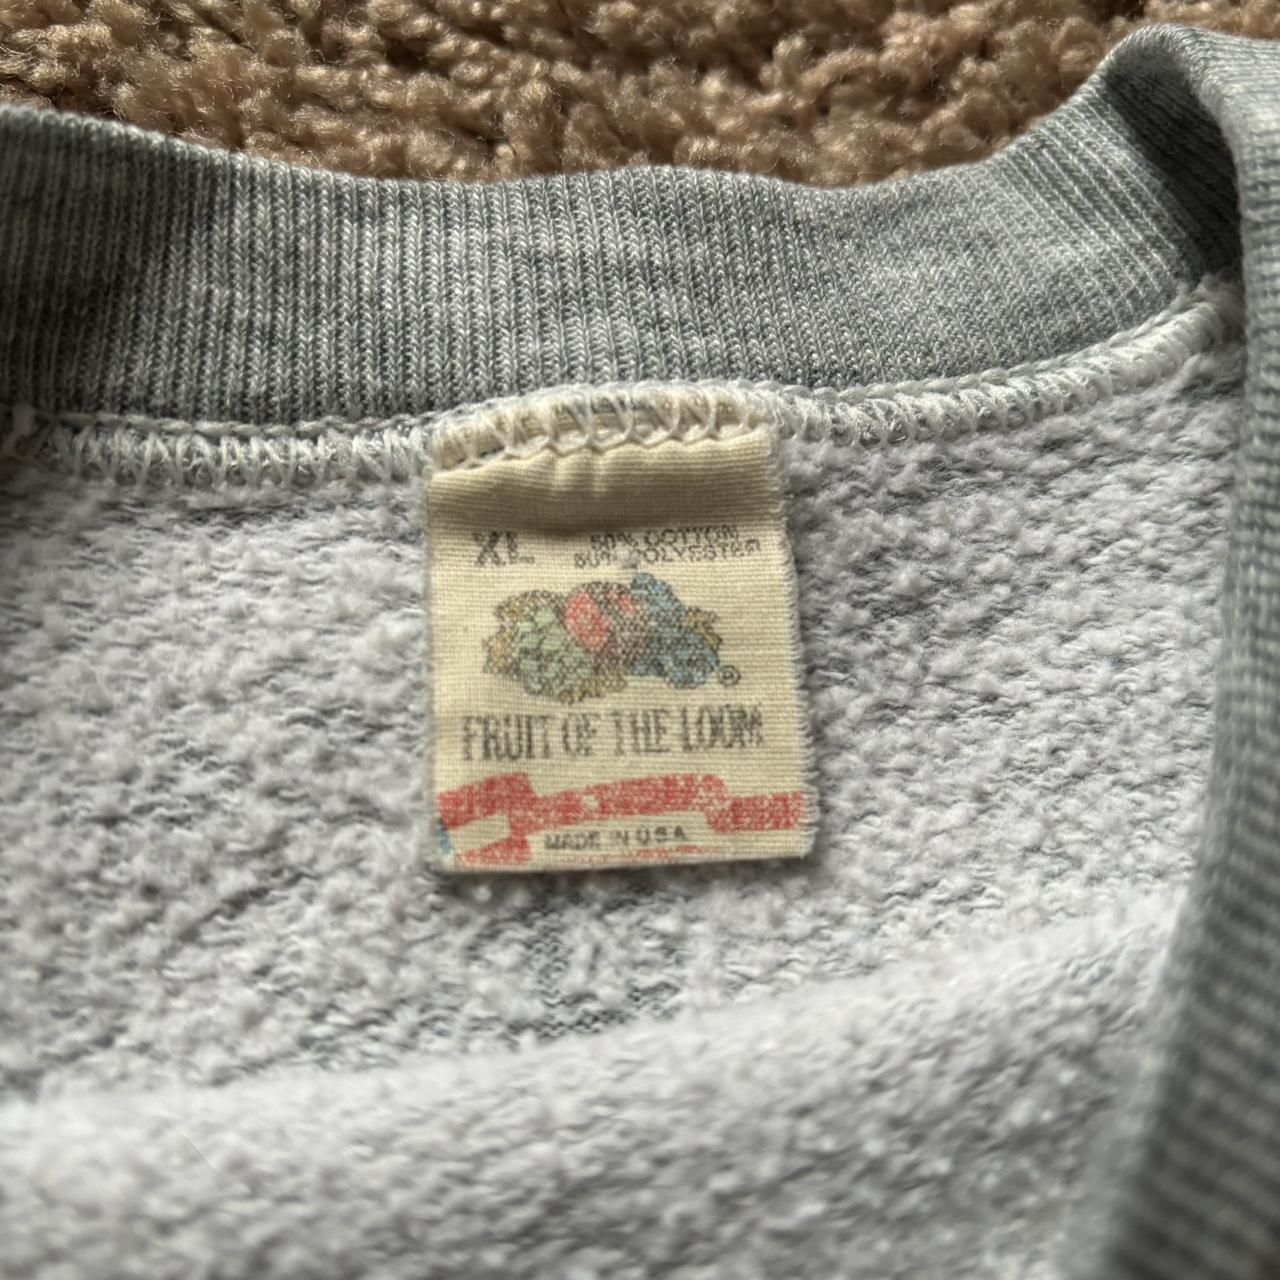 XL
50% COTTON
50% POLYESTER
®
FRUIT OF THE LOOM
MADE IN U.S.A.